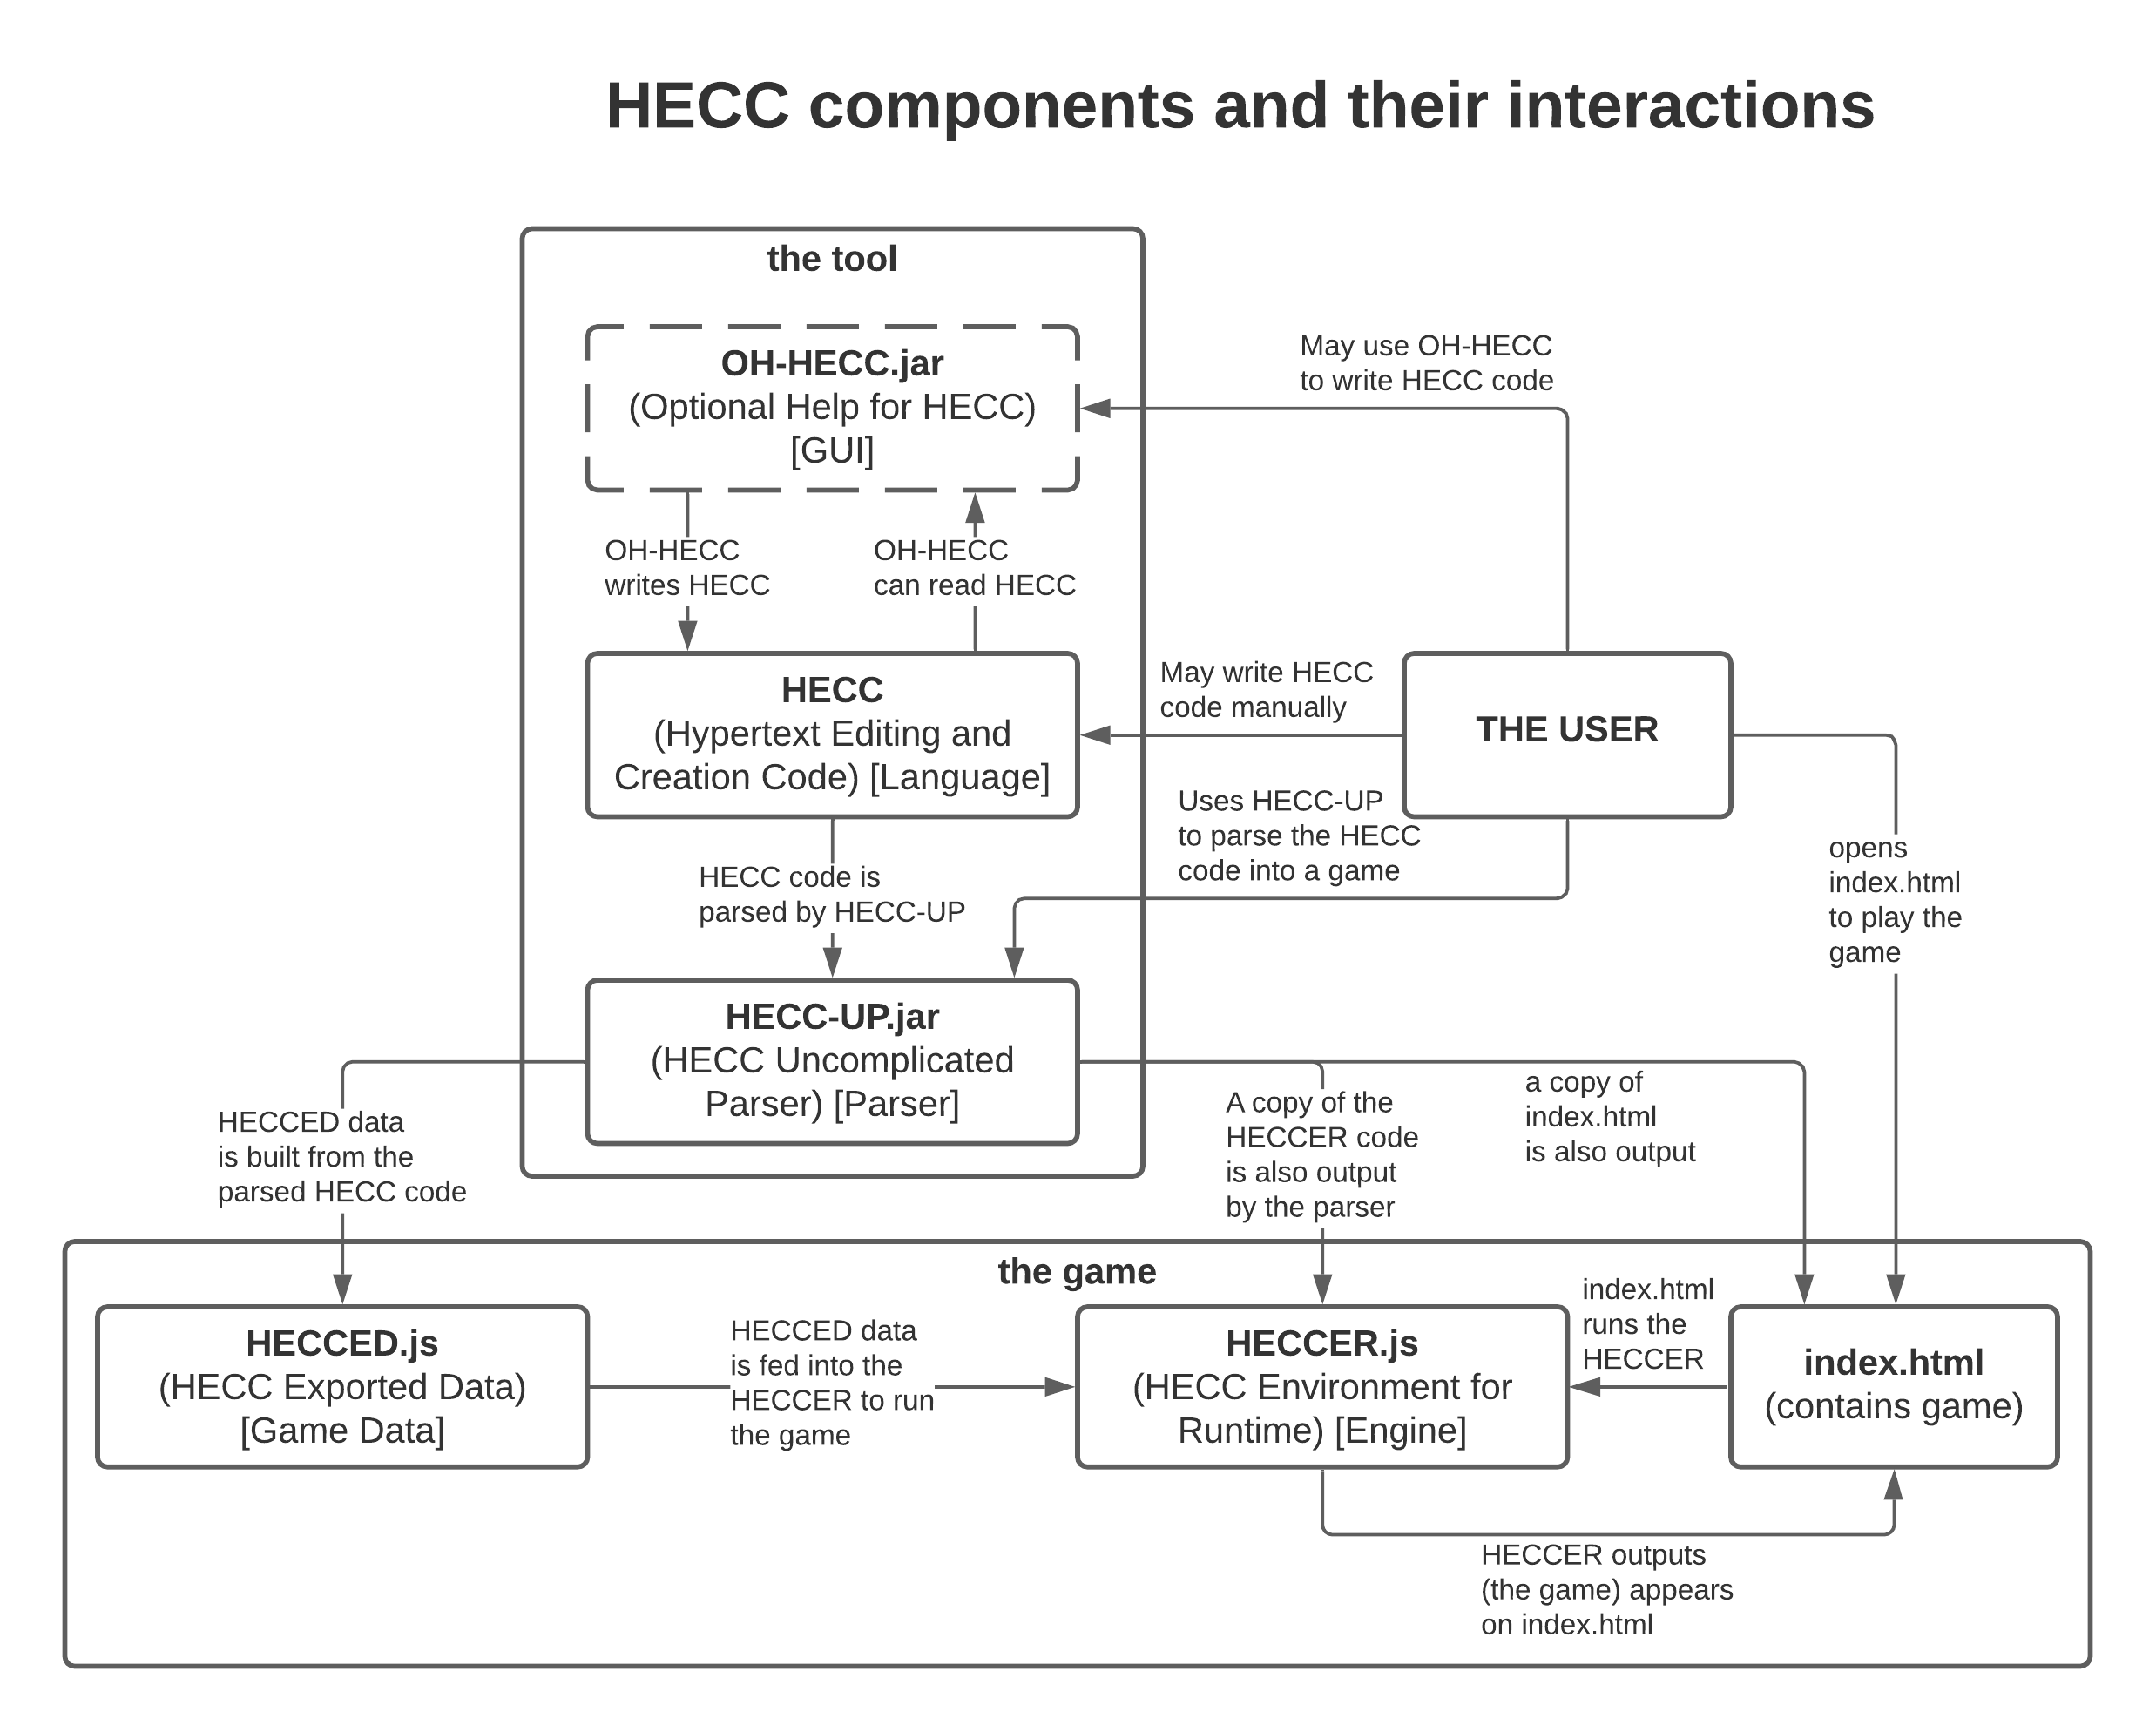 HECC components and their interactions
the tool
OH-HECC.jar
(Optional Help for HECC)
[GUI]
May use OH-HECC
to write HECC code
OH-HECC
writes HECC
OH-HECC
can read HECC
HECC
(Hypertext Editing and
Creation Code) [Language]
May write HECC
code manually
THE USER
Uses HECC-UP
to parse the HECC
code into a game
HECC code is
parsed by HECC-UP
opens
index.html
to play the
game
HECC-UP.jar
(HECC Uncomplicated
Parser) [Parser]
HECCED data
is built from the
parsed HECC code
A copy of the
HECCER code
is also output
by the parser
a copy of
index.html
is also output
the game
HECCED.js
(HECC Exported Data)
[Game Data]
HECCED data
is fed into the
HECCER to run
the game
HECCER.js
(HECC Environment for
Runtime) [Engine]
index.html
runs the
HECCER
index.html
(contains game)
HECCER outputs
(the game) appears
on index.html